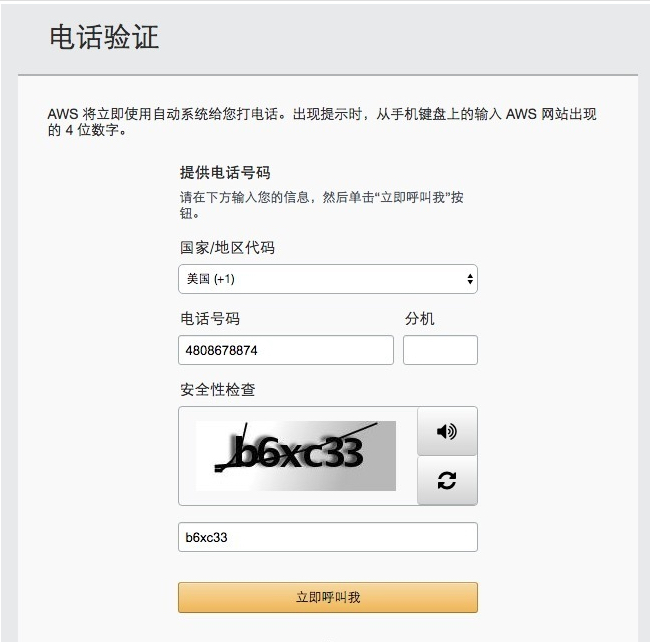 电话验证
AWS 将立即使用自动系统给您打电话。出现提示时，从手机键盘上的输入 AWS 网站出现
的 4 位数字。
提供电话号码
请在下方输入您的信息，然后单击“立即呼叫我”按
钮。
国家/地区代码
美国 (+1)
电话号码 分机
4808678874
安全性检查
b6xc33
b6xc33
立即呼叫我